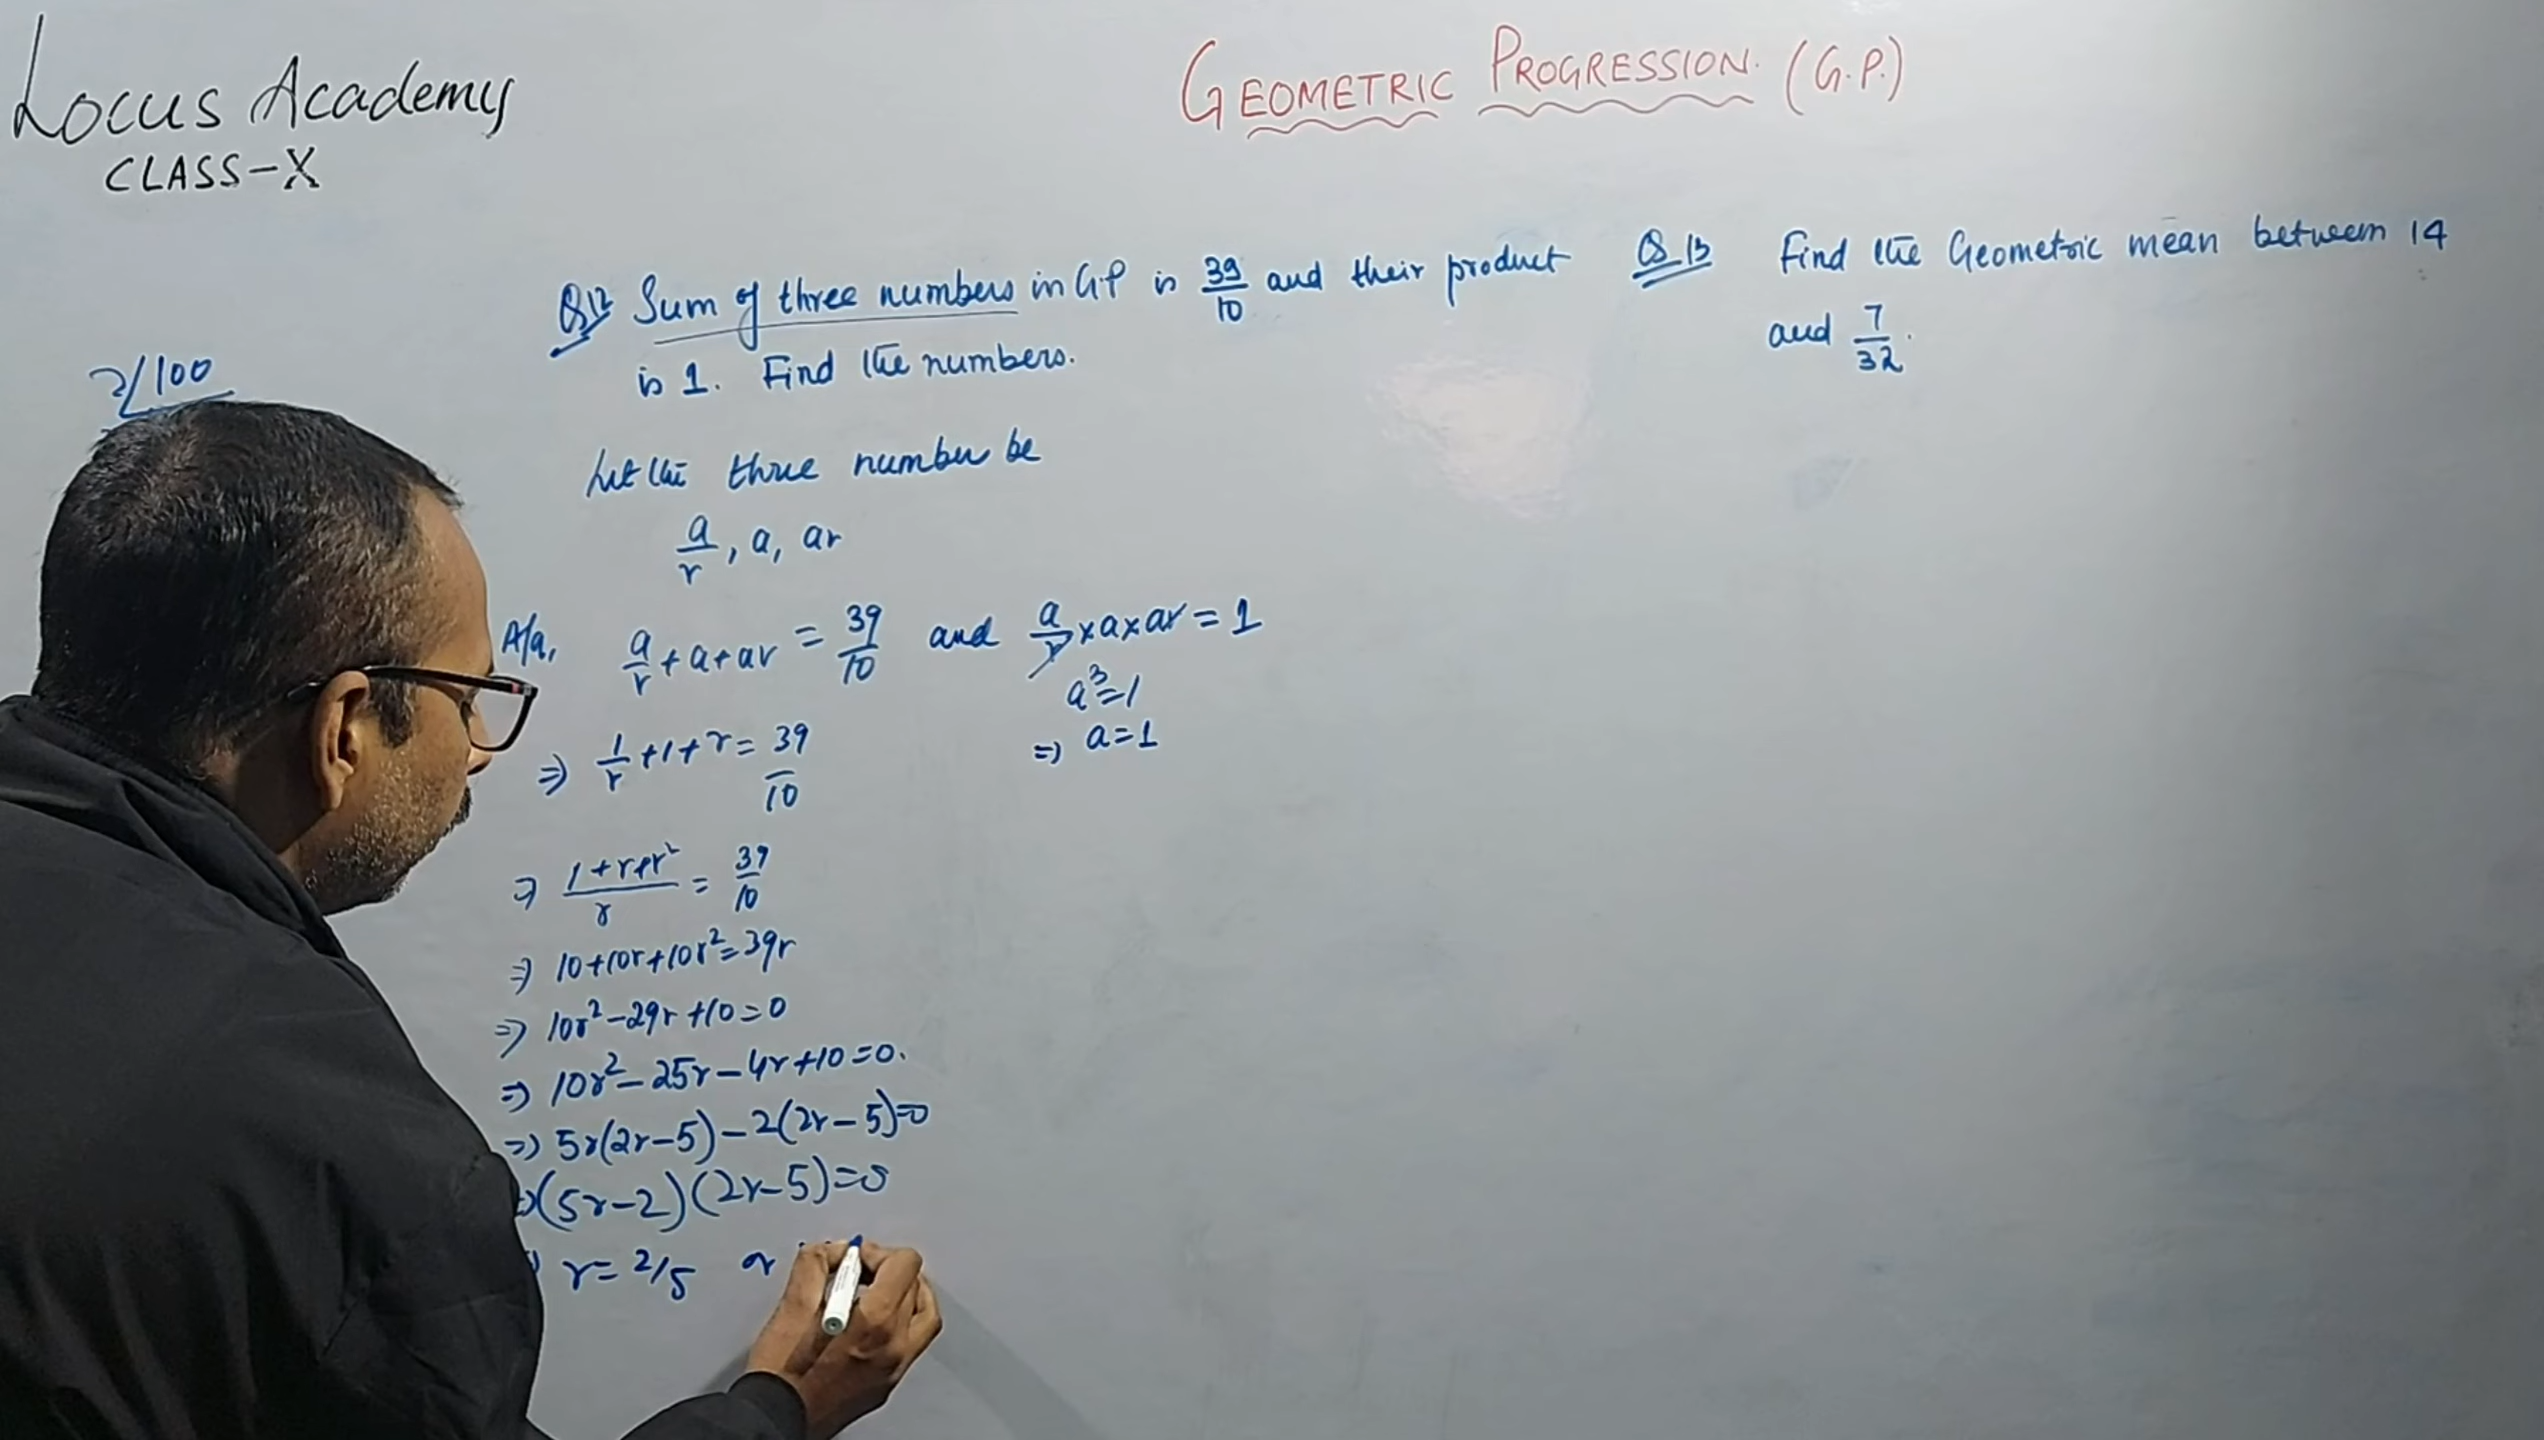 Locus Academy
CLASS-X
GEOMETRIC PROGRESSION. (G.P.)
2/100
Q12 Sum of three numbers in G.P is 39/10 and their product
is 1. Find the numbers.
Let the three number be
a/r, a, ar
A/q, a/r + a + ar = 39/10 and a/r × a × ar = 1
a³=1
⇒ a=1
⇒ 1/r + 1 + r = 39/10
⇒ (1+r+r²)/r = 39/10
⇒ 10+10r+10r²=39r
⇒ 10r²-29r+10=0
⇒ 10r²-25r-4r+10=0.
⇒ 5r(2r-5)-2(2r-5)=0
⇒ (5r-2)(2r-5)=0
r=2/5 or
Q.13 Find the Geometric mean between 14
and 7/32.